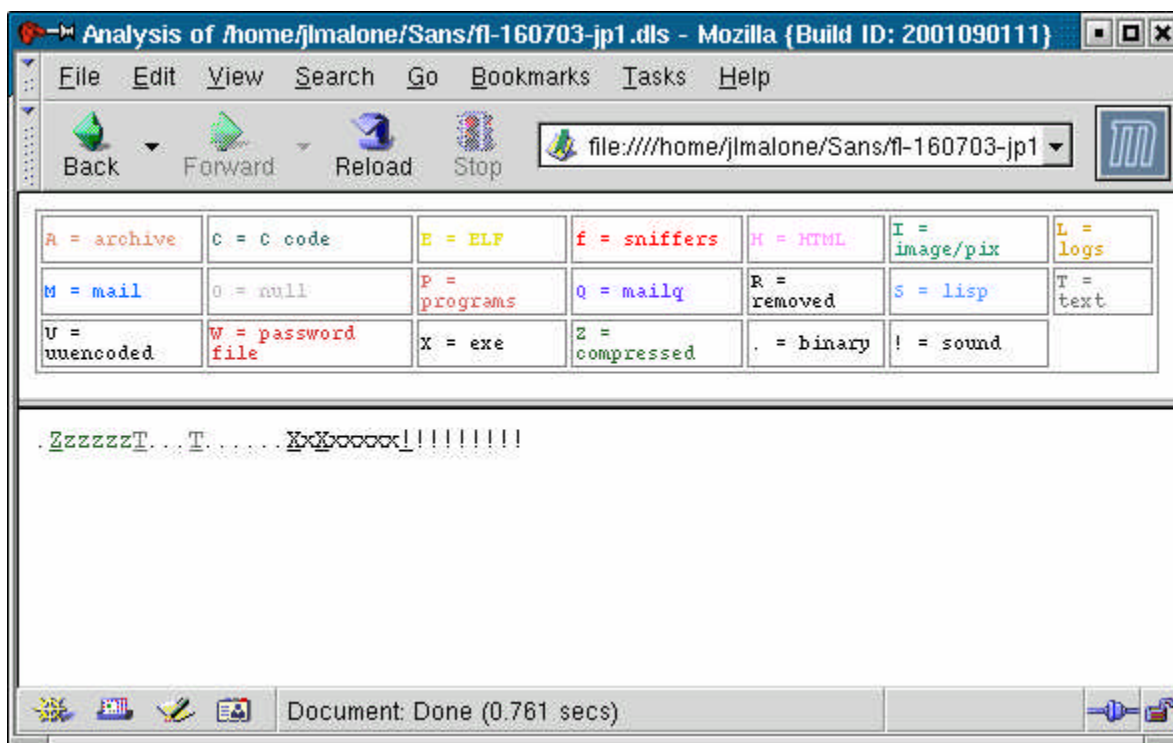 Analysis of /home/jlmalone/Sans/fl-160703-jp1.dls - Mozilla {Build ID: 2001090111}
File Edit View Search Go Bookmarks Tasks Help
Back Forward Reload Stop file:////home/jlmalone/Sans/fl-160703-jp1
A = archive C = C code E = ELF f = sniffers H = HTML I = image/pix L = logs
M = mail 0 = null P = programs Q = mailq R = removed S = lisp T = text
U = uuencoded W = password file X = exe Z = compressed . = binary ! = sound
.ZzzzzzT...T......XxXxxxxxx!!!!!!!!!
Document: Done (0.761 secs)